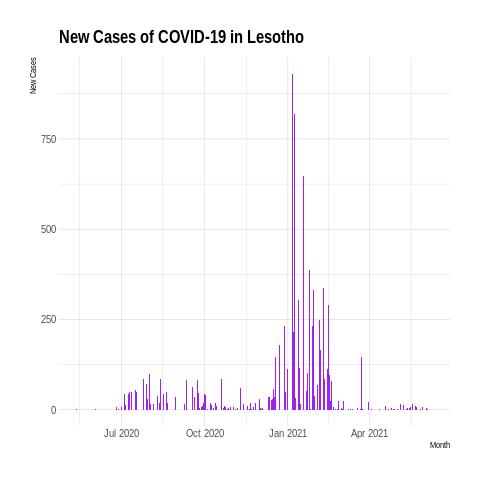 New Cases of COVID-19 in Lesotho
New Cases
750
500
250
0
Jul 2020 Oct 2020 Jan 2021 Apr 2021
Month